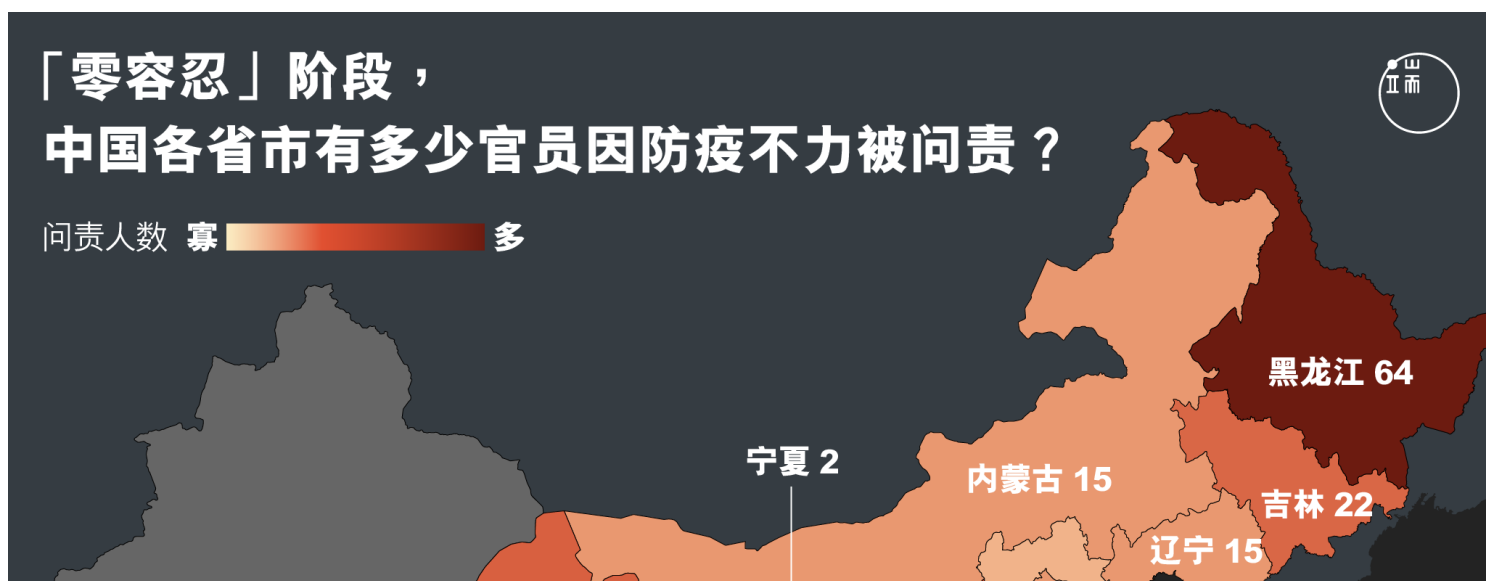 「零容忍」阶段，
中国各省市有多少官员因防疫不力被问责？
端
问责人数 寡 多
黑龙江 64
宁夏 2
内蒙古 15
吉林 22
辽宁 15